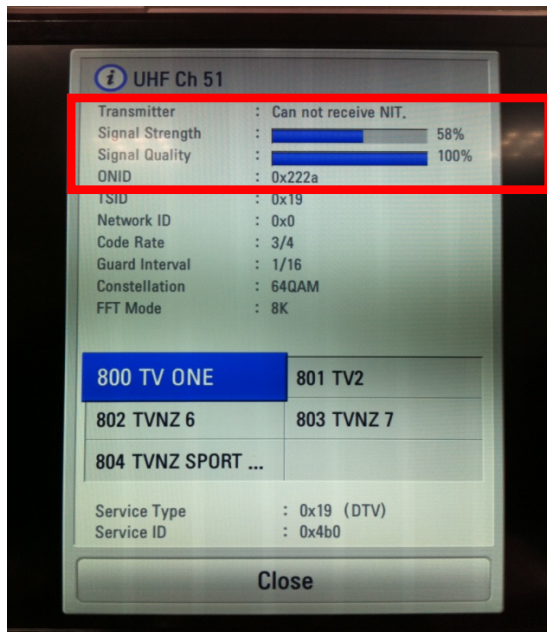 i UHF Ch 51
Transmitter : Can not receive NIT.
Signal Strength : 58%
Signal Quality : 100%
ONID : 0x222a
TSID : 0x19
Network ID : 0x0
Code Rate : 3/4
Guard Interval : 1/16
Constellation : 64QAM
FFT Mode : 8K
800 TV ONE 801 TV2
802 TVNZ 6 803 TVNZ 7
804 TVNZ SPORT ...
Service Type : 0x19 (DTV)
Service ID : 0x4b0
Close